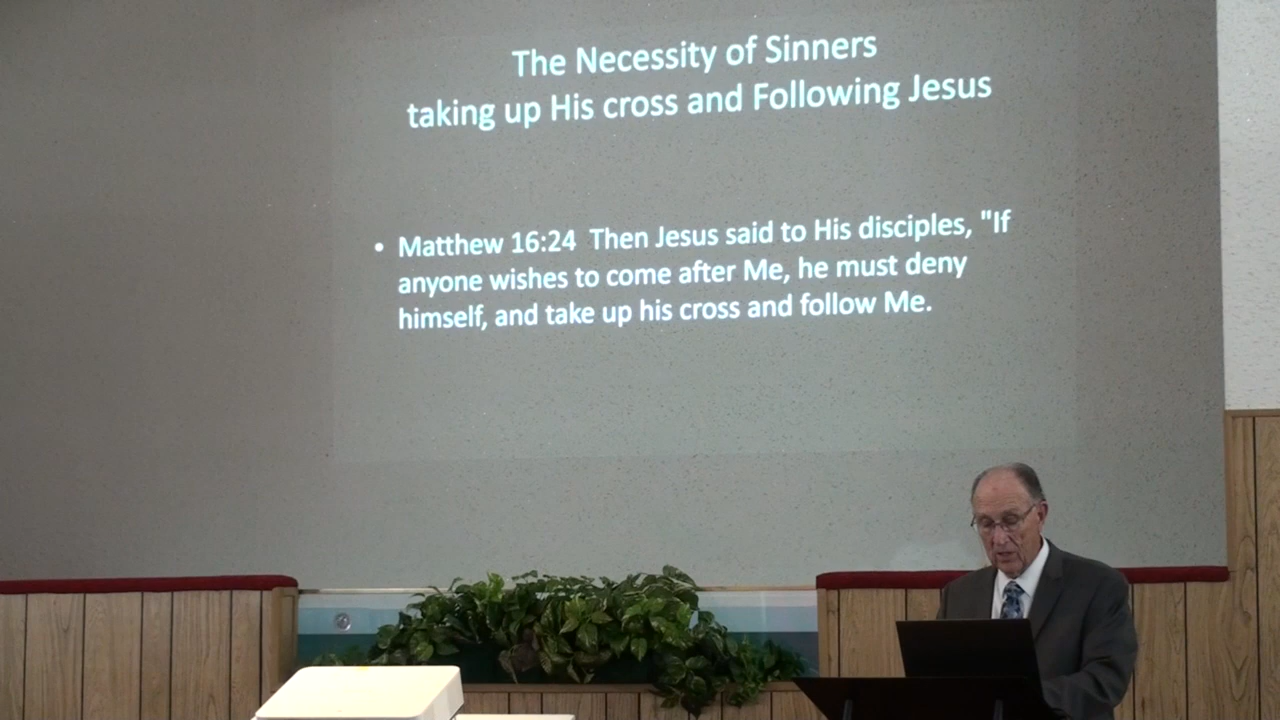 The Necessity of Sinners
taking up His cross and Following Jesus
• Matthew 16:24 Then Jesus said to His disciples, "If
anyone wishes to come after Me, he must deny
himself, and take up his cross and follow Me.